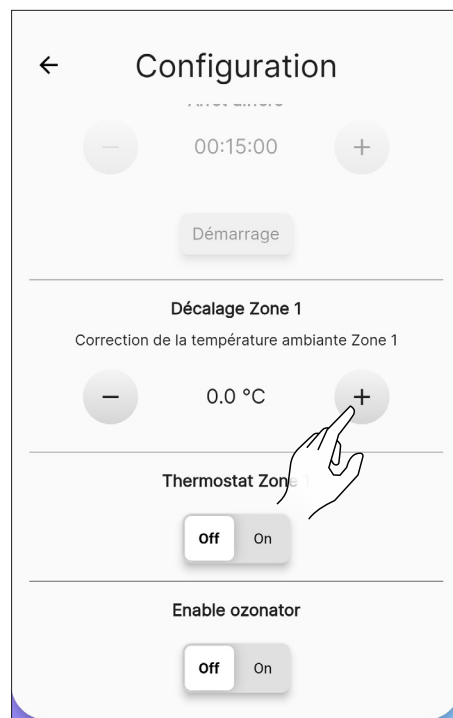 Configuration
00:15:00
Démarrage
Décalage Zone 1
Correction de la température ambiante Zone 1
0.0 °C
Thermostat Zone
Off On
Enable ozonator
Off On